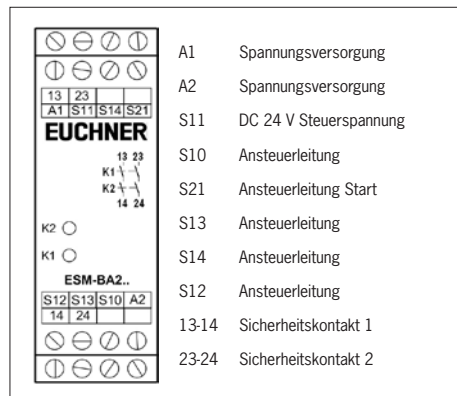 13 23
A1 S11 S14 S21
EUCHNER
13 23
K1
K2
14 24
K2
K1
ESM-BA2..
S12 S13 S10 A2
14 24
A1 Spannungsversorgung
A2 Spannungsversorgung
S11 DC 24 V Steuerspannung
S10 Ansteuerleitung
S21 Ansteuerleitung Start
S13 Ansteuerleitung
S14 Ansteuerleitung
S12 Ansteuerleitung
13-14 Sicherheitskontakt 1
23-24 Sicherheitskontakt 2